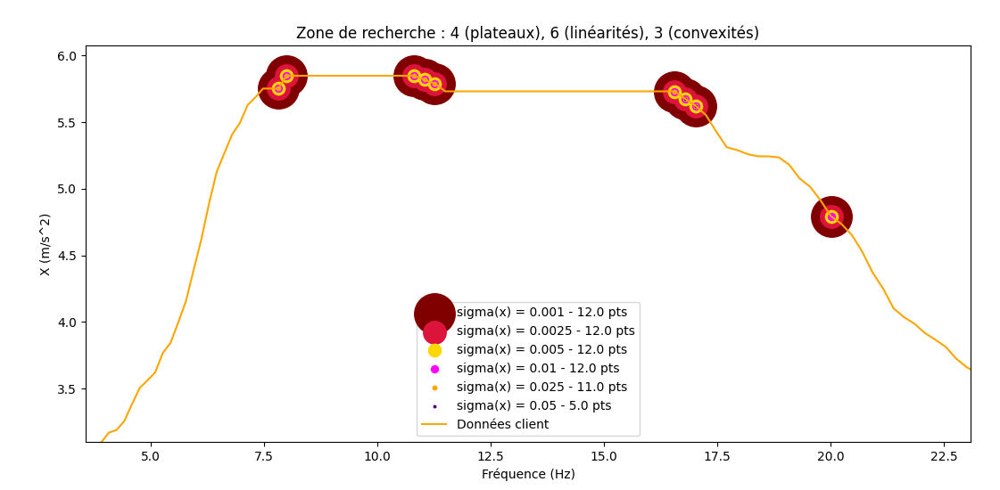 Zone de recherche : 4 (plateaux), 6 (linéarités), 3 (convexités)
6.0
5.5
5.0
4.5
4.0
3.5
X (m/s^2)
sigma(x) = 0.001 - 12.0 pts
sigma(x) = 0.0025 - 12.0 pts
sigma(x) = 0.005 - 12.0 pts
sigma(x) = 0.01 - 12.0 pts
sigma(x) = 0.025 - 11.0 pts
sigma(x) = 0.05 - 5.0 pts
Données client
5.0 7.5 10.0 12.5 15.0 17.5 20.0 22.5
Fréquence (Hz)